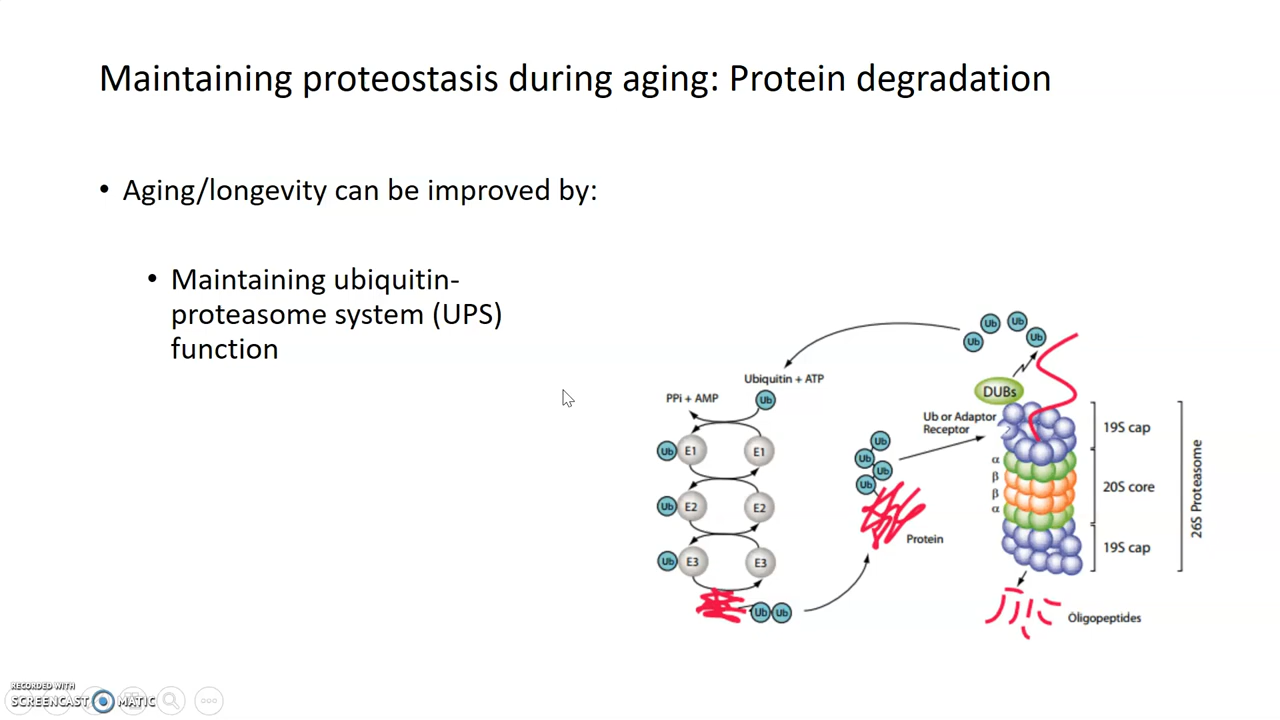 Maintaining proteostasis during aging: Protein degradation
• Aging/longevity can be improved by:
• Maintaining ubiquitin-
proteasome system (UPS)
function
Ub Ub Ub Ub
Ubiquitin + ATP
PPi + AMP
Ub
DUBs
Ub or Adaptor
Receptor
19S cap
Ub E1 E1
Ub Ub Ub Ub
α
β
β
α
20S core
26S Proteasome
Ub E2 E2
Protein
19S cap
Ub E3 E3
Ub Ub
Oligopeptides
RECORDED WITH
SCREENCAST MATIC